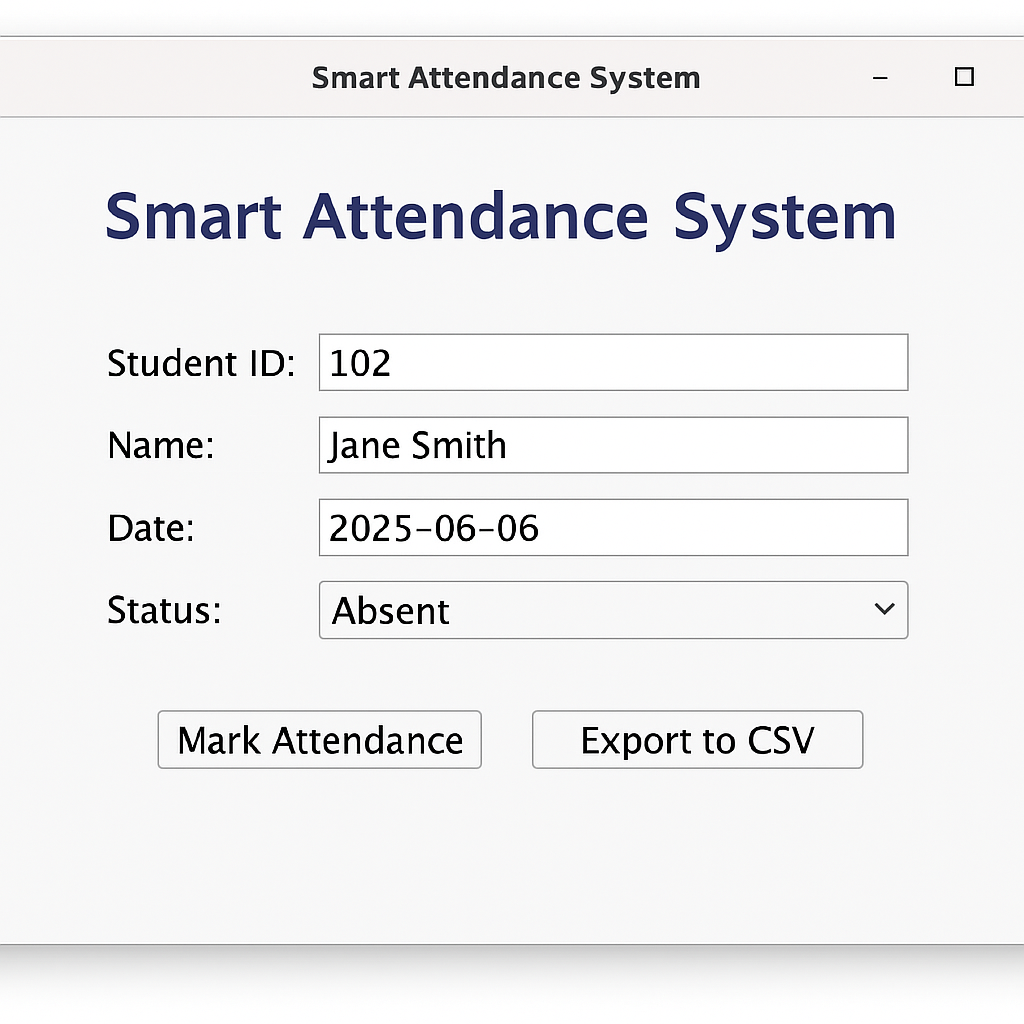 Smart Attendance System
Smart Attendance System
Student ID: 102
Name: Jane Smith
Date: 2025-06-06
Status: Absent
Mark Attendance Export to CSV